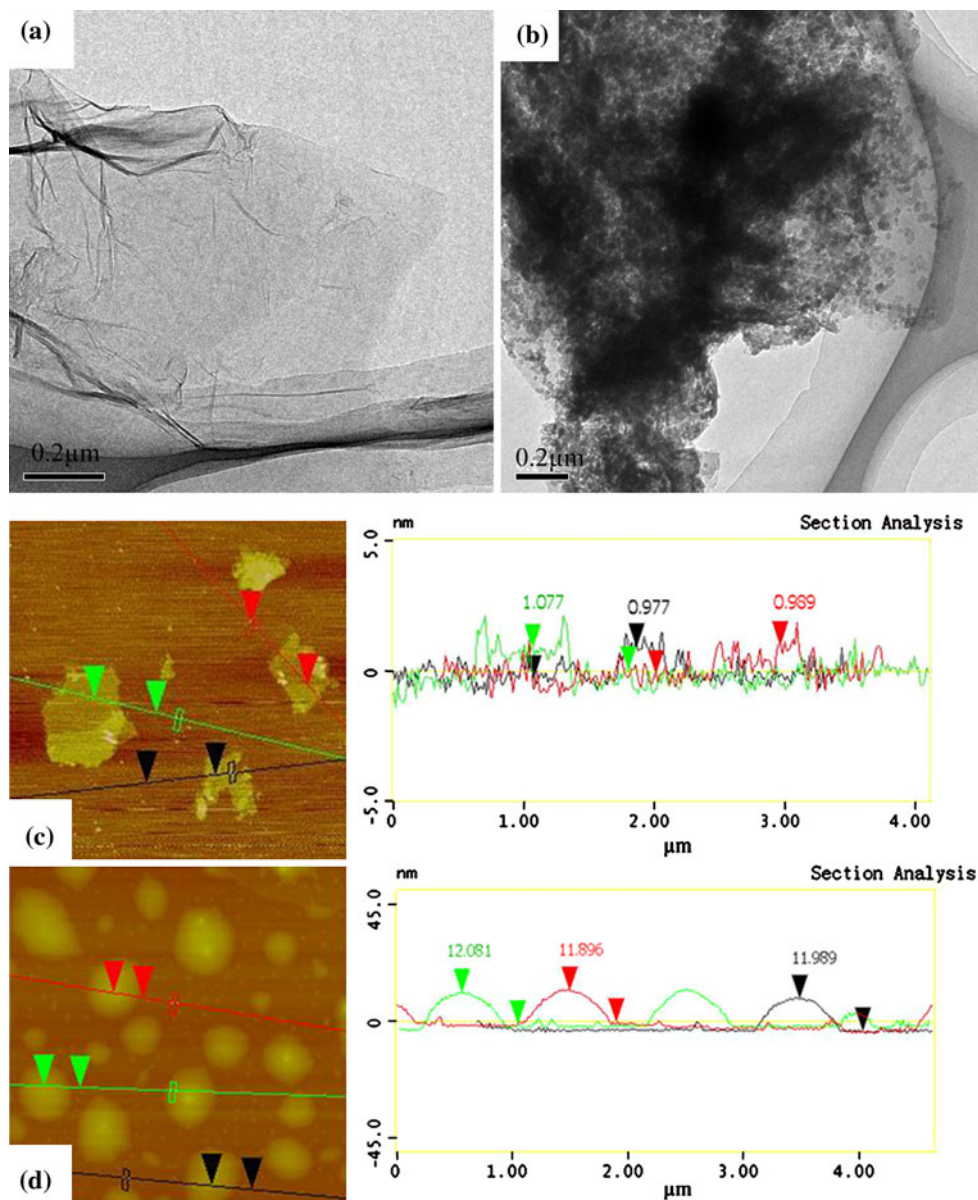 (a)
0.2μm
(b)
0.2μm
(c)
nm
Section Analysis
5.0
0
-5.0
1.077
0.977
0.989
1.00
2.00
3.00
4.00
μm
(d)
nm
Section Analysis
45.0
0
-45.0
12.081
11.896
11.989
0
1.00
2.00
3.00
4.00
μm